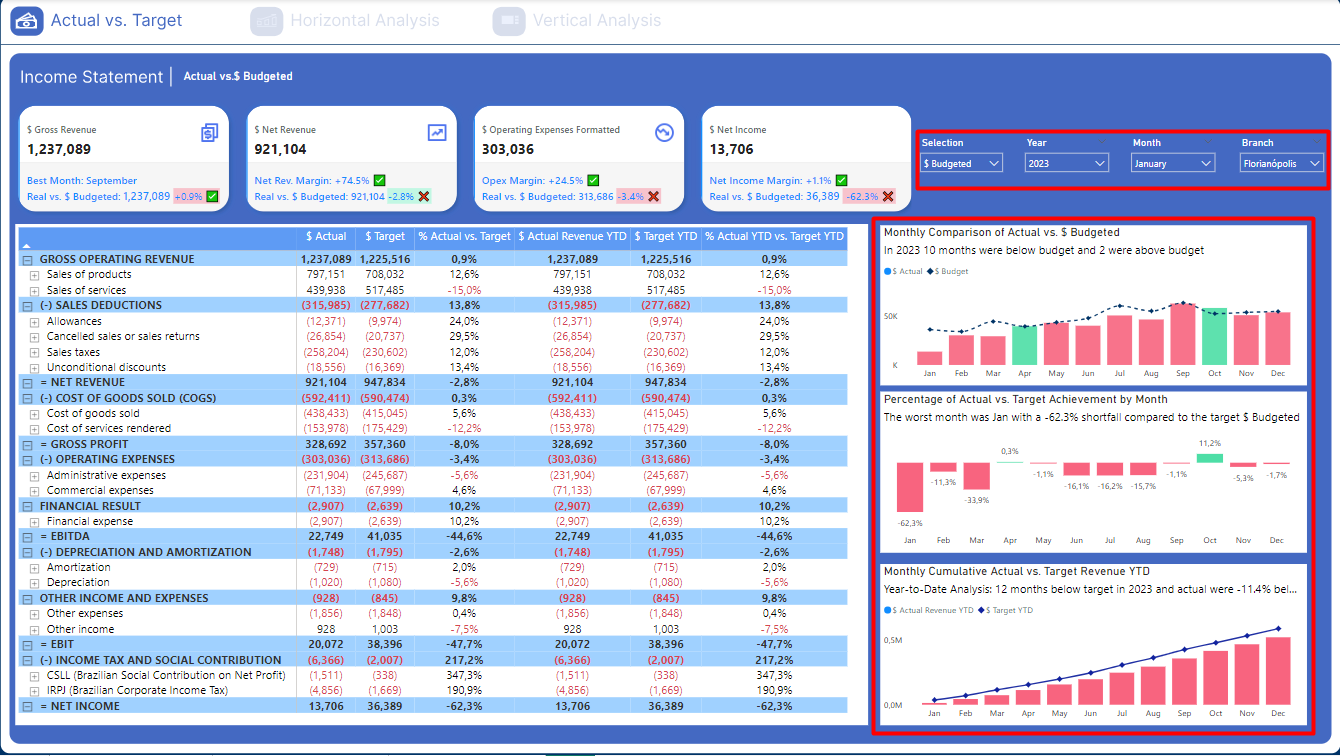 Actual vs. Target
Horizontal Analysis
Vertical Analysis
Income Statement
Actual vs.$ Budgeted
$ Gross Revenue
1,237,089
Best Month: September
Real vs. $ Budgeted: 1,237,089 +0.9% ✅
$ Net Revenue
921,104
Net Rev. Margin: +74.5% ✅
Real vs. $ Budgeted: 921,104 -2.8% ❌
$ Operating Expenses Formatted
303,036
Opex Margin: +24.5% ✅
Real vs. $ Budgeted: 313,686 -3.4% ❌
$ Net Income
13,706
Net Income Margin: +1.1% ✅
Real vs. $ Budgeted: 36,389 -62.3% ❌
Selection
$ Budgeted
Year
2023
Month
January
Branch
Florianópolis
$ Actual $ Target % Actual vs. Target $ Actual Revenue YTD $ Target YTD % Actual YTD vs. Target YTD
GROSS OPERATING REVENUE 1,237,089 1,225,516 0,9% 1,237,089 1,225,516 0,9%
Sales of products 797,151 708,032 12,6% 797,151 708,032 12,6%
Sales of services 439,938 517,485 -15,0% 439,938 517,485 -15,0%
(-) SALES DEDUCTIONS (315,985) (277,682) 13,8% (315,985) (277,682) 13,8%
Allowances (12,371) (9,974) 24,0% (12,371) (9,974) 24,0%
Cancelled sales or sales returns (26,854) (20,737) 29,5% (26,854) (20,737) 29,5%
Sales taxes (258,204) (230,602) 12,0% (258,204) (230,602) 12,0%
Unconditional discounts (18,556) (16,369) 13,4% (18,556) (16,369) 13,4%
= NET REVENUE 921,104 947,834 -2,8% 921,104 947,834 -2,8%
(-) COST OF GOODS SOLD (COGS) (592,411) (590,474) 0,3% (592,411) (590,474) 0,3%
Cost of goods sold (438,433) (415,045) 5,6% (438,433) (415,045) 5,6%
Cost of services rendered (153,978) (175,429) -12,2% (153,978) (175,429) -12,2%
= GROSS PROFIT 328,692 357,360 -8,0% 328,692 357,360 -8,0%
(-) OPERATING EXPENSES (303,036) (313,686) -3,4% (303,036) (313,686) -3,4%
Administrative expenses (231,904) (245,687) -5,6% (231,904) (245,687) -5,6%
Commercial expenses (71,133) (67,999) 4,6% (71,133) (67,999) 4,6%
FINANCIAL RESULT (2,907) (2,639) 10,2% (2,907) (2,639) 10,2%
Financial expense (2,907) (2,639) 10,2% (2,907) (2,639) 10,2%
= EBITDA 22,749 41,035 -44,6% 22,749 41,035 -44,6%
(-) DEPRECIATION AND AMORTIZATION (1,748) (1,795) -2,6% (1,748) (1,795) -2,6%
Amortization (729) (715) 2,0% (729) (715) 2,0%
Depreciation (1,020) (1,080) -5,6% (1,020) (1,080) -5,6%
OTHER INCOME AND EXPENSES (928) (845) 9,8% (928) (845) 9,8%
Other expenses (1,856) (1,848) 0,4% (1,856) (1,848) 0,4%
Other income 928 1,003 -7,5% 928 1,003 -7,5%
= EBIT 20,072 38,396 -47,7% 20,072 38,396 -47,7%
(-) INCOME TAX AND SOCIAL CONTRIBUTION (6,366) (2,007) 217,2% (6,366) (2,007) 217,2%
CSLL (Brazilian Social Contribution on Net Profit) (1,511) (338) 347,3% (1,511) (338) 347,3%
IRPJ (Brazilian Corporate Income Tax) (4,856) (1,669) 190,9% (4,856) (1,669) 190,9%
= NET INCOME 13,706 36,389 -62,3% 13,706 36,389 -62,3%
Monthly Comparison of Actual vs. $ Budgeted
In 2023 10 months were below budget and 2 were above budget
$ Actual $ Budget
50K
K
Jan Feb Mar Apr May Jun Jul Aug Sep Oct Nov Dec
Percentage of Actual vs. Target Achievement by Month
The worst month was Jan with a -62.3% shortfall compared to the target $ Budgeted
-62,3% -11,3% -33,9% 0,3% -1,1% -16,1% -16,2% -15,7% -1,1% 11,2% -5,3% -1,7%
Jan Feb Mar Apr May Jun Jul Aug Sep Oct Nov Dec
Monthly Cumulative Actual vs. Target Revenue YTD
Year-to-Date Analysis: 12 months below target in 2023 and actual were -11.4% bel...
$ Actual Revenue YTD $ Target YTD
0,5M
0,0M
Jan Feb Mar Apr May Jun Jul Aug Sep Oct Nov Dec